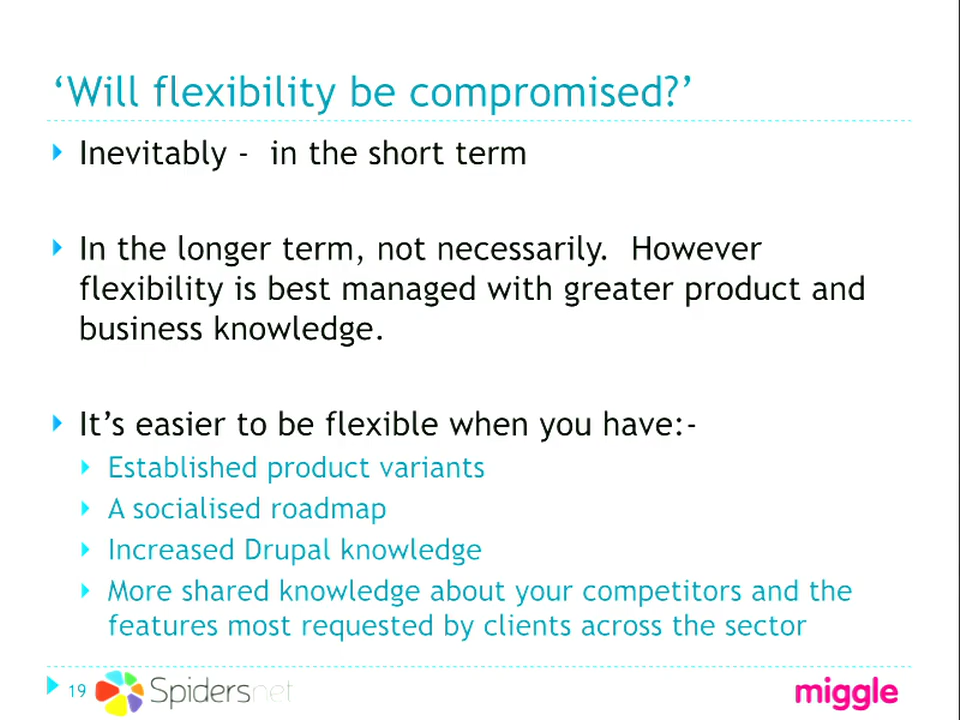 ‘Will flexibility be compromised?’
Inevitably - in the short term
In the longer term, not necessarily. However
flexibility is best managed with greater product and
business knowledge.
It’s easier to be flexible when you have:-
Established product variants
A socialised roadmap
Increased Drupal knowledge
More shared knowledge about your competitors and the
features most requested by clients across the sector
19
Spidersnet
miggle